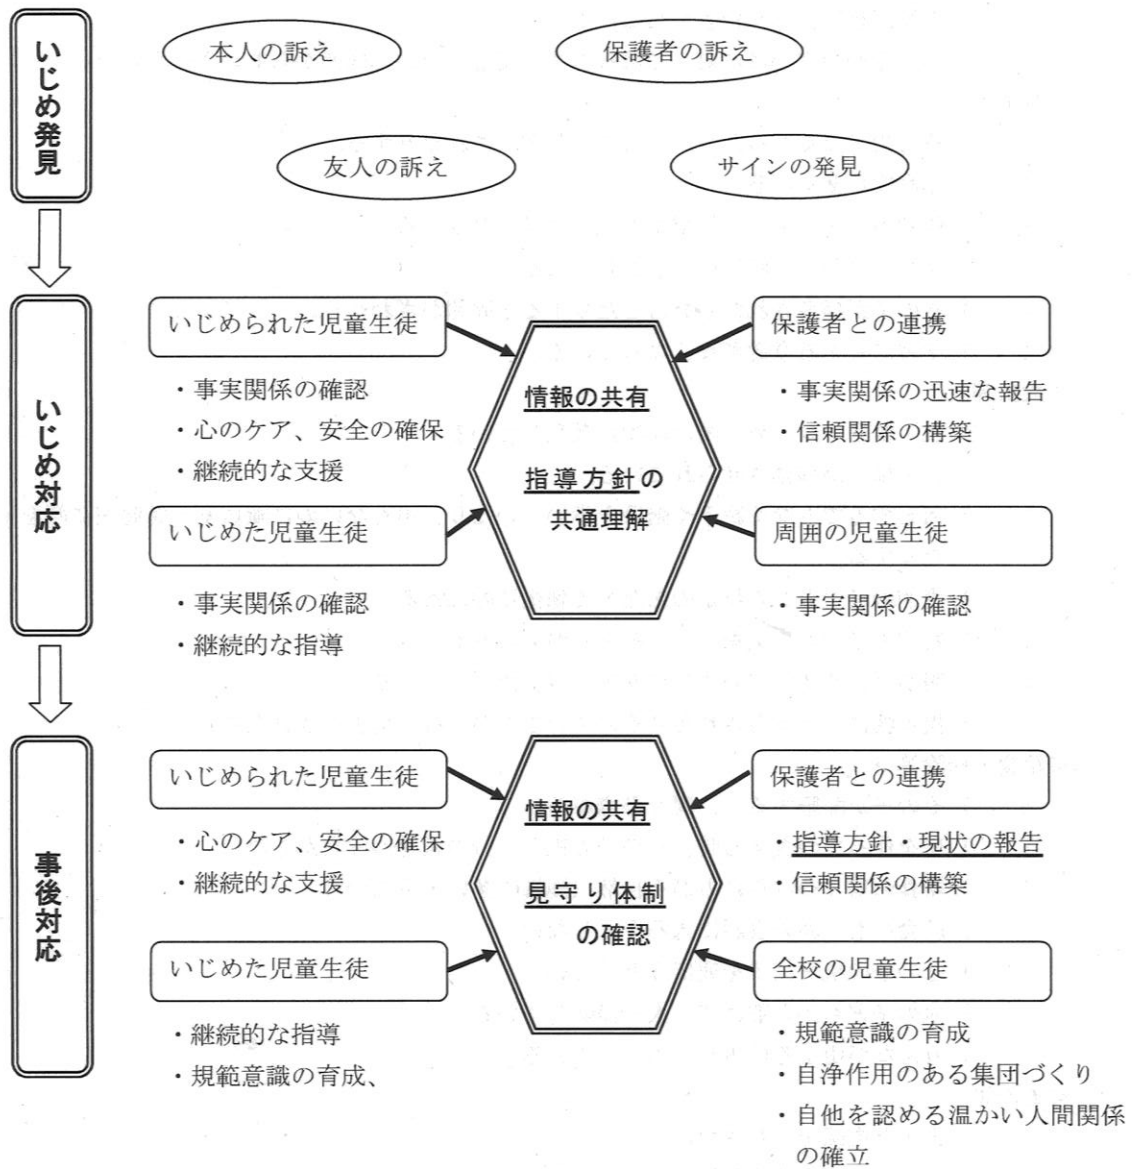 いじめ発見
本人の訴え
保護者の訴え
友人の訴え
サインの発見
いじめ対応
いじめられた児童生徒
・事実関係の確認
・心のケア、安全の確保
・継続的な支援
いじめた児童生徒
・事実関係の確認
・継続的な指導
情報の共有
指導方針の
共通理解
保護者との連携
・事実関係の迅速な報告
・信頼関係の構築
周囲の児童生徒
・事実関係の確認
事後対応
いじめられた児童生徒
・心のケア、安全の確保
・継続的な支援
いじめた児童生徒
・継続的な指導
・規範意識の育成、
情報の共有
見守り体制
の確認
保護者との連携
・指導方針・現状の報告
・信頼関係の構築
全校の児童生徒
・規範意識の育成
・自浄作用のある集団づくり
・自他を認める温かい人間関係
の確立